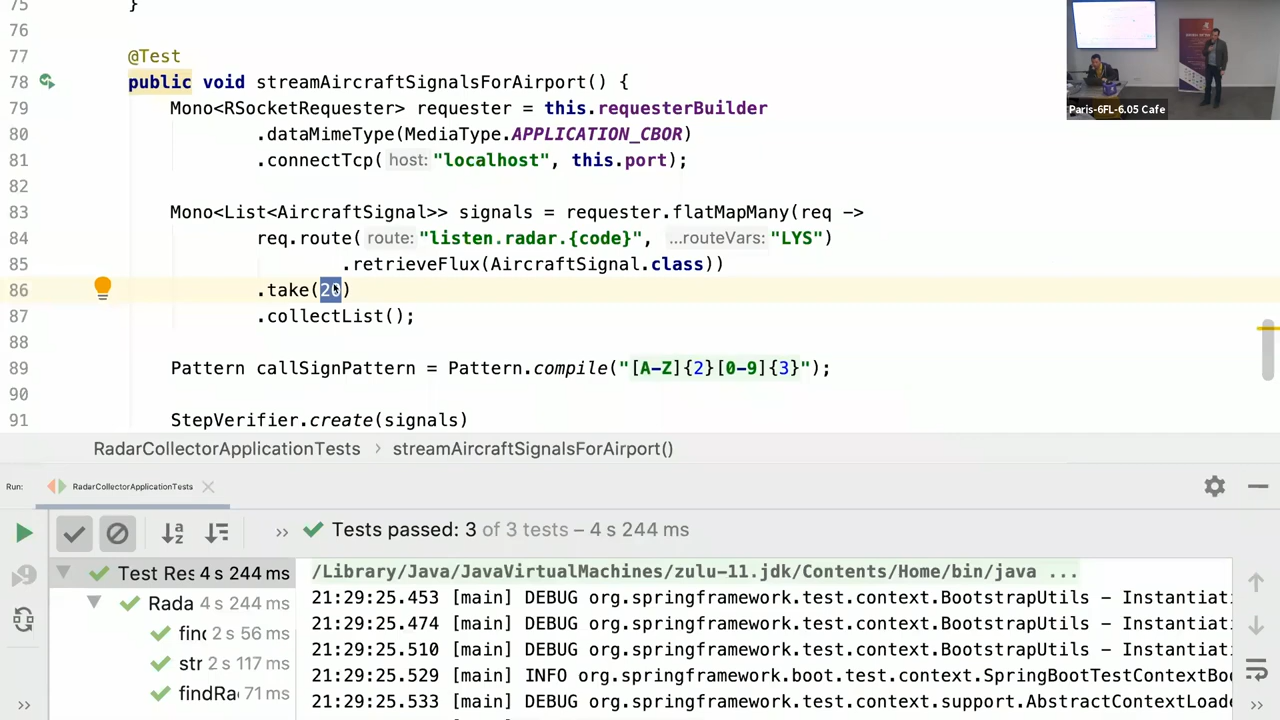 75 }
76
77 @Test
78 public void streamAircraftSignalsForAirport() {
79 Mono<RSocketRequester> requester = this.requesterBuilder
80 .dataMimeType(MediaType.APPLICATION_CBOR)
81 .connectTcp( host: "localhost", this.port);
82
83 Mono<List<AircraftSignal>> signals = requester.flatMapMany(req ->
84 req.route( route: "listen.radar.{code}", ...routeVars: "LYS")
85 .retrieveFlux(AircraftSignal.class))
86 .take(20)
87 .collectList();
88
89 Pattern callSignPattern = Pattern.compile("[A-Z]{2}[0-9]{3}");
90
91 StepVerifier.create(signals)
Paris-6FL-6.05 Cafe
RadarCollectorApplicationTests › streamAircraftSignalsForAirport()
Run: RadarCollectorApplicationTests
>> Tests passed: 3 of 3 tests – 4 s 244 ms
Test Res 4 s 244 ms
Rada 4 s 244 ms
finc 2 s 56 ms
str 2 s 117 ms
findRa 71 ms
/Library/Java/JavaVirtualMachines/zulu-11.jdk/Contents/Home/bin/java ...
21:29:25.453 [main] DEBUG org.springframework.test.context.BootstrapUtils - Instantiati
21:29:25.474 [main] DEBUG org.springframework.test.context.BootstrapUtils - Instantiati
21:29:25.510 [main] DEBUG org.springframework.test.context.BootstrapUtils - Instantiati
21:29:25.529 [main] INFO org.springframework.boot.test.context.SpringBootTestContextBoo
21:29:25.533 [main] DEBUG org.springframework.test.context.support.AbstractContextLoade